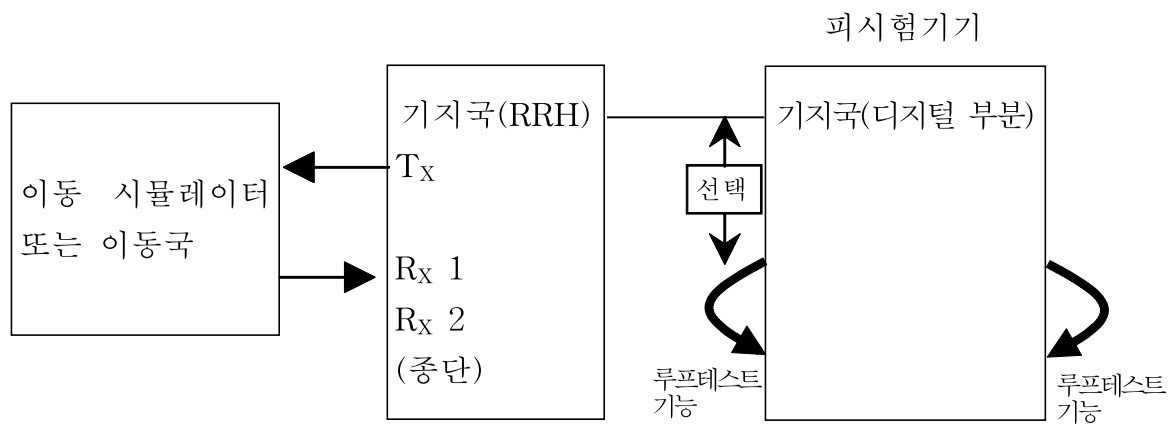 피시험기기
기지국(RRH)
기지국(디지털 부분)
TX
이동 시뮬레이터
또는 이동국
선택
RX 1
RX 2
(종단)
루프테스트
기능
루프테스트
기능